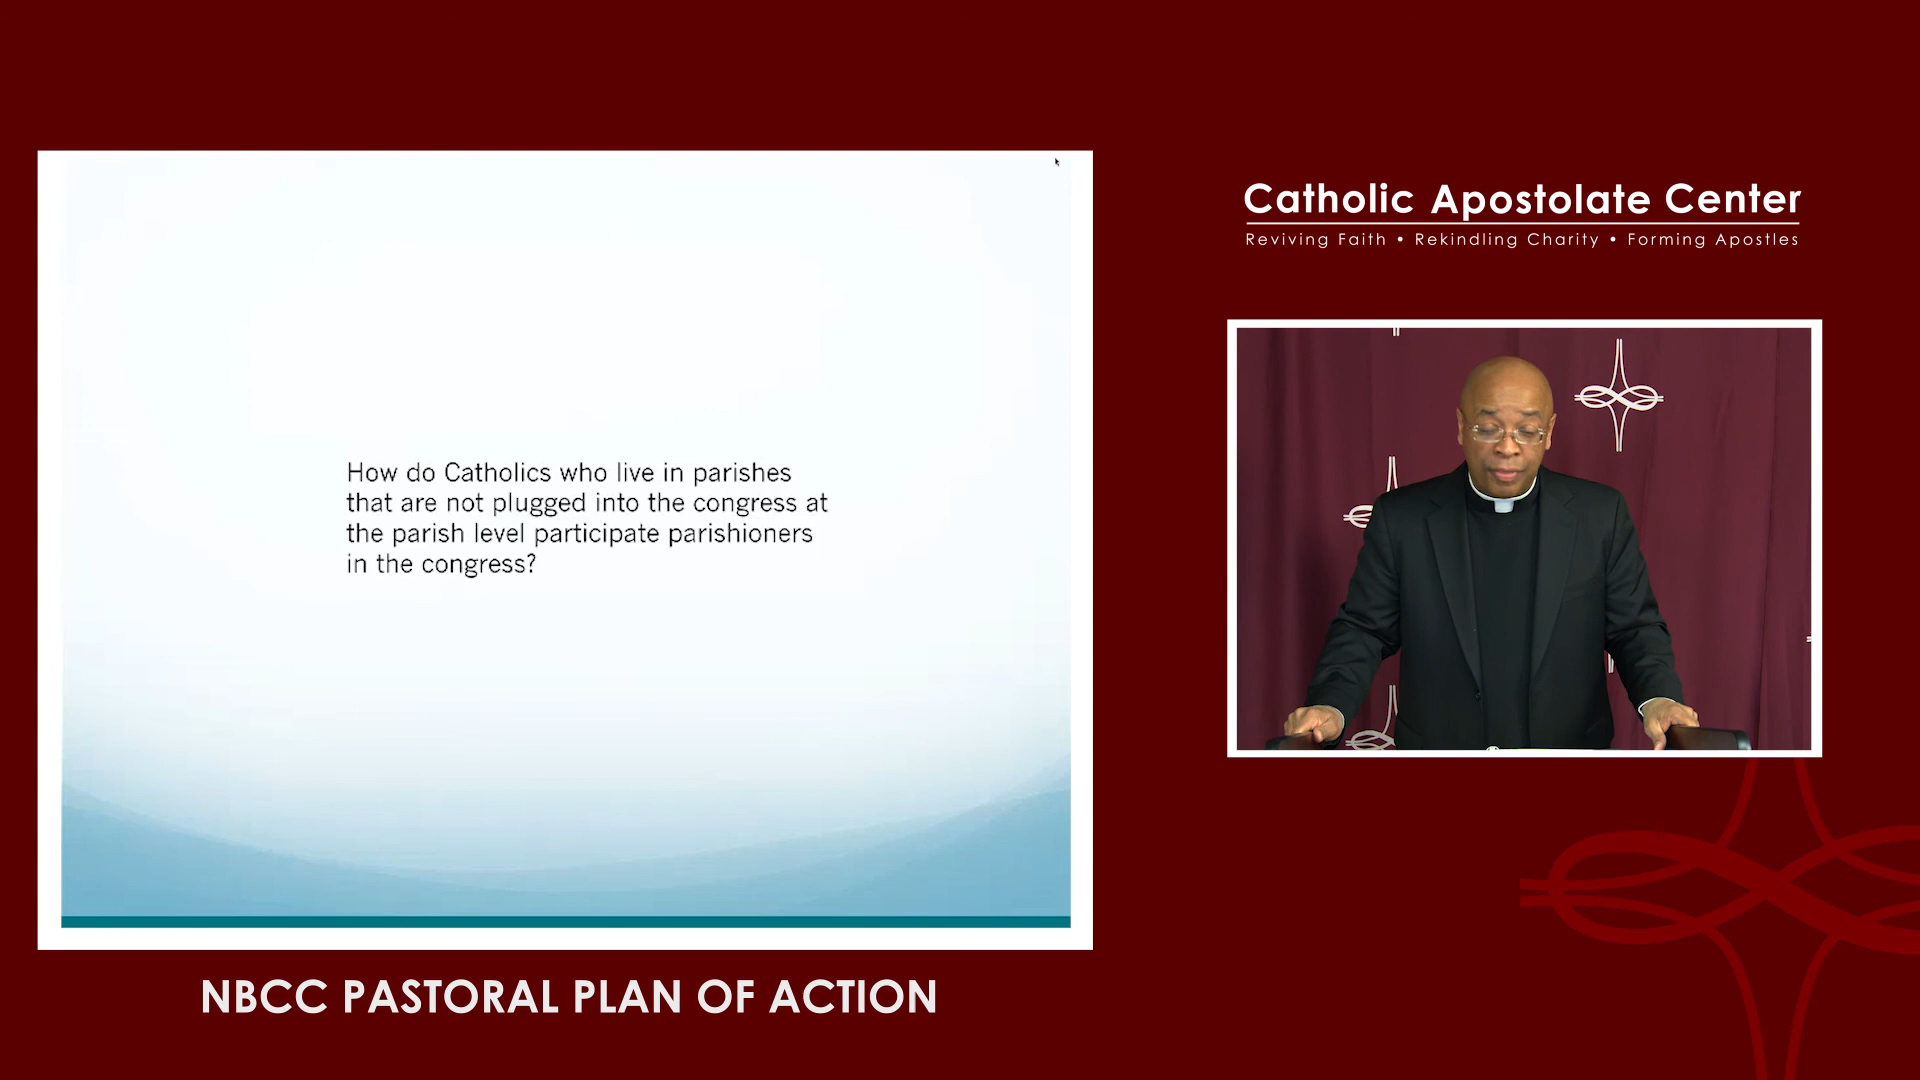 How do Catholics who live in parishes
that are not plugged into the congress at
the parish level participate parishioners
in the congress?
NBCC PASTORAL PLAN OF ACTION
Catholic Apostolate Center
Reviving Faith • Rekindling Charity • Forming Apostles